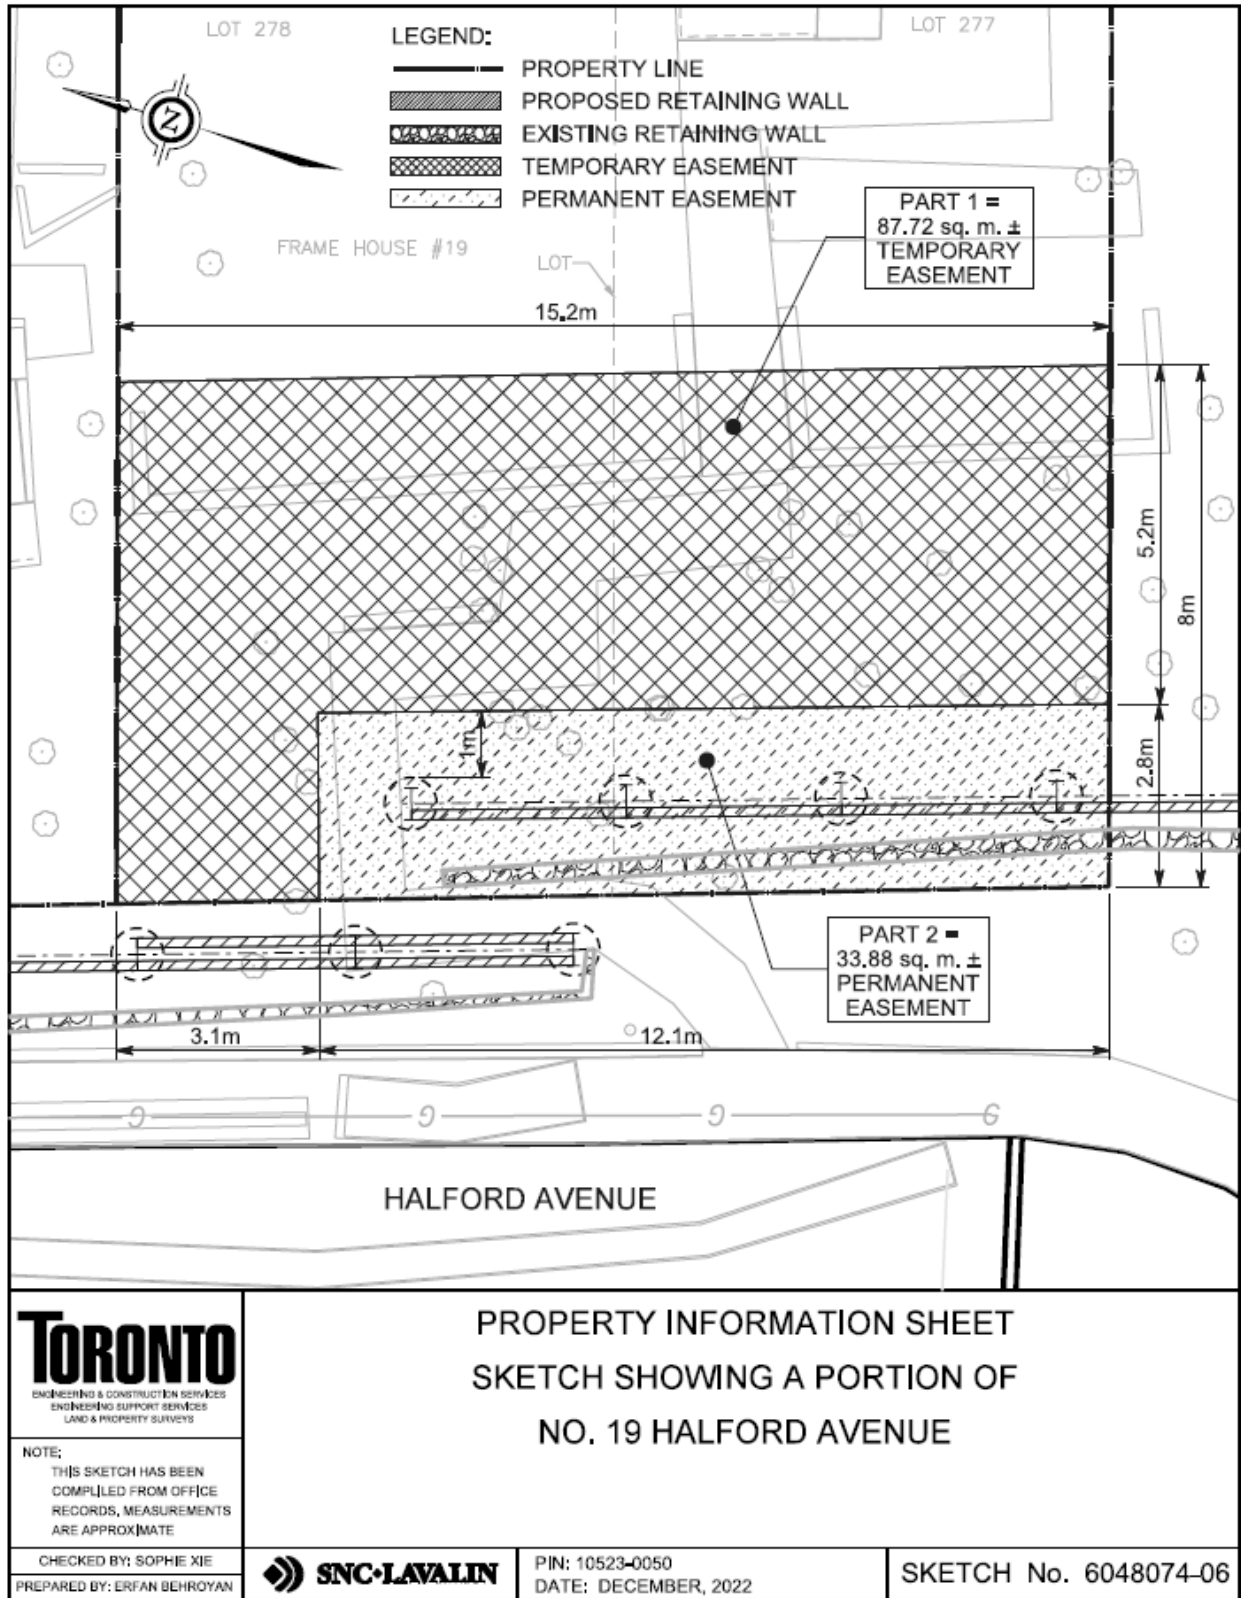 LOT 278
LOT 277
LEGEND:
PROPERTY LINE
PROPOSED RETAINING WALL
EXISTING RETAINING WALL
TEMPORARY EASEMENT
PERMANENT EASEMENT
N
PART 1 =
87.72 sq. m. ±
TEMPORARY
EASEMENT
FRAME HOUSE #19
LOT
15.2m
5.2m
8m
1m
2.8m
PART 2 =
33.88 sq. m. ±
PERMANENT
EASEMENT
3.1m
12.1m
G G G G
HALFORD AVENUE
TORONTO
ENGINEERING & CONSTRUCTION SERVICES
ENGINEERING SUPPORT SERVICES
LAND & PROPERTY SURVEYS
NOTE:
THIS SKETCH HAS BEEN
COMPLILED FROM OFFICE
RECORDS, MEASUREMENTS
ARE APPROXIMATE
CHECKED BY: SOPHIE XIE
PREPARED BY: ERFAN BEHROYAN
PROPERTY INFORMATION SHEET
SKETCH SHOWING A PORTION OF
NO. 19 HALFORD AVENUE
SNC•LAVALIN
PIN: 10523-0050
DATE: DECEMBER, 2022
SKETCH No. 6048074-06